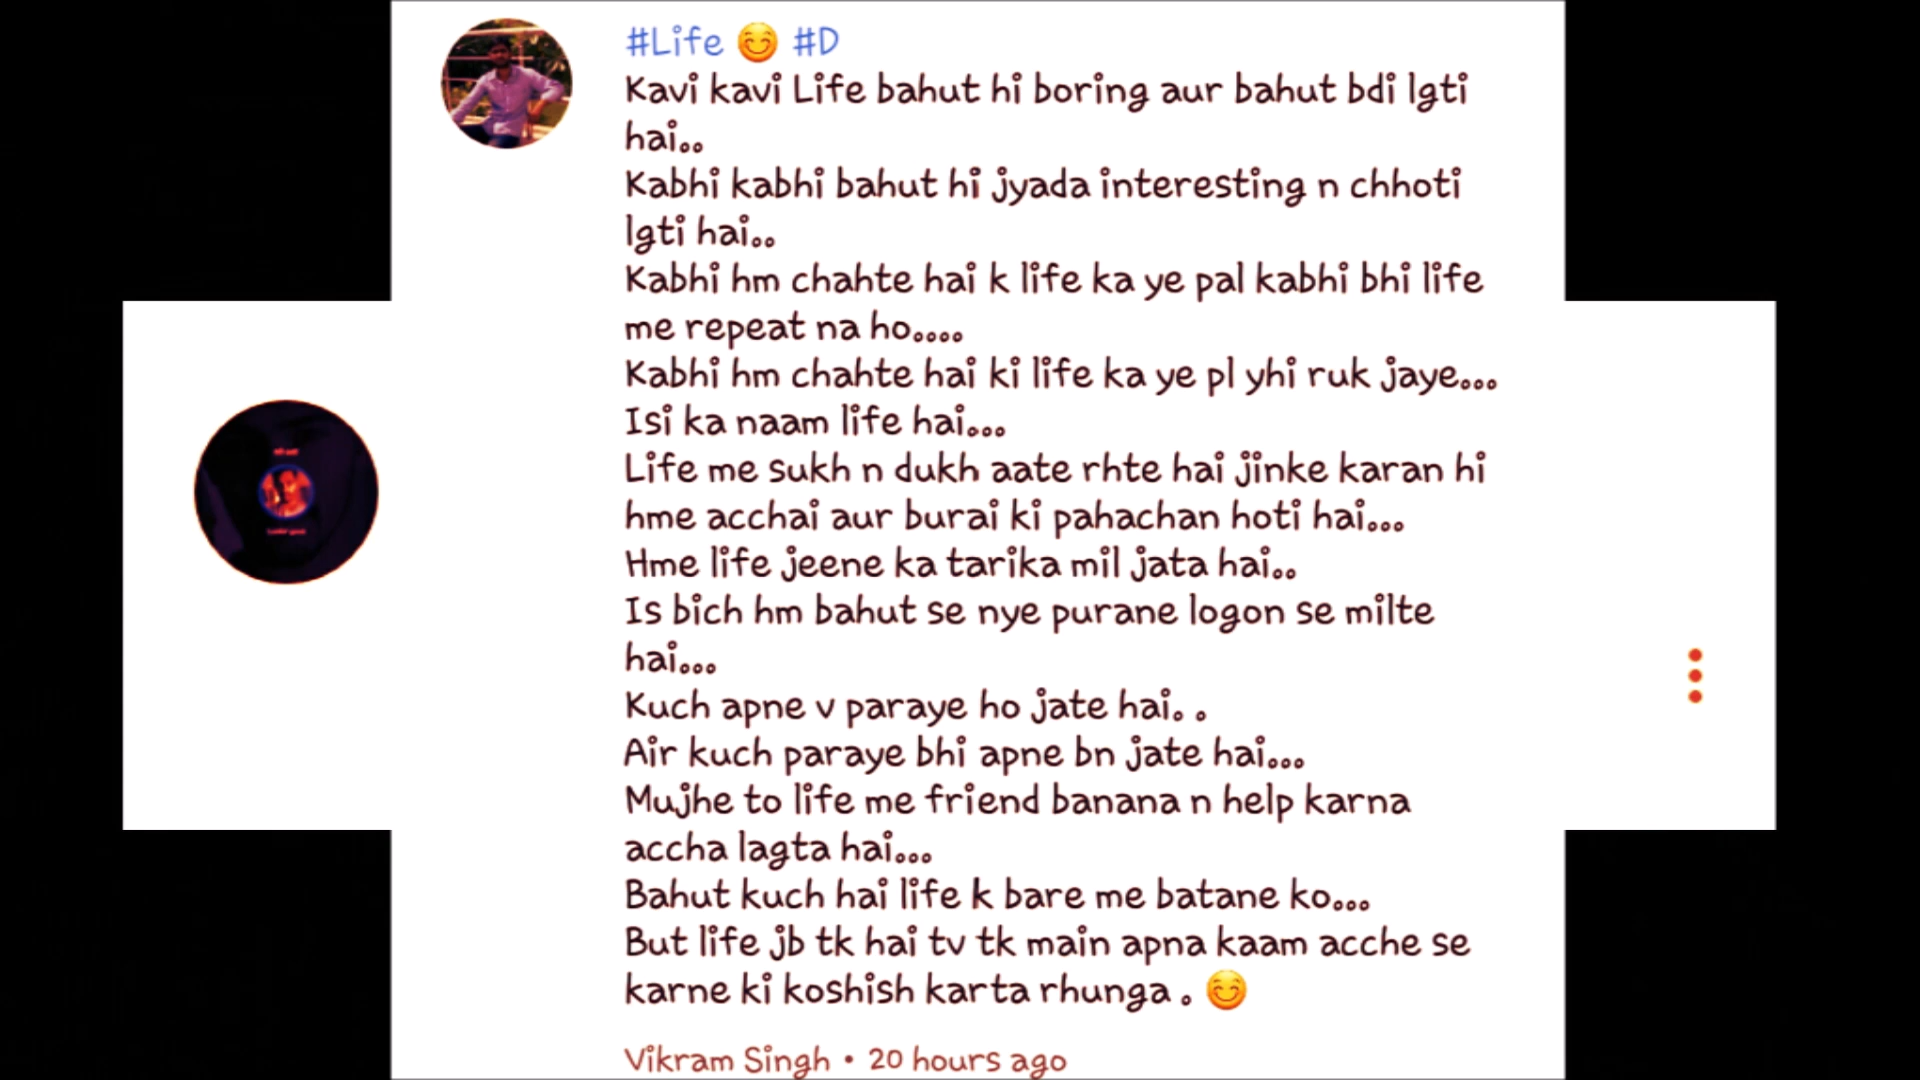 #Life 😊 #D
Kavi kavi Life bahut hi boring aur bahut bdi lgti
hai..
Kabhi kabhi bahut hi jyada interesting n chhoti
lgti hai..
Kabhi hm chahte hai k life ka ye pal kabhi bhi life
me repeat na ho....
Kabhi hm chahte hai ki life ka ye pl yhi ruk jaye...
Isi ka naam life hai...
Life me sukh n dukh aate rhte hai jinke karan hi
hme acchai aur burai ki pahachan hoti hai...
Hme life jeene ka tarika mil jata hai..
Is bich hm bahut se nye purane logon se milte
hai...
Kuch apne v paraye ho jate hai. .
Air kuch paraye bhi apne bn jate hai...
Mujhe to life me friend banana n help karna
accha lagta hai...
Bahut kuch hai life k bare me batane ko...
But life jb tk hai tv tk main apna kaam acche se
karne ki koshish karta rhunga . 😊
Vikram Singh • 20 hours ago